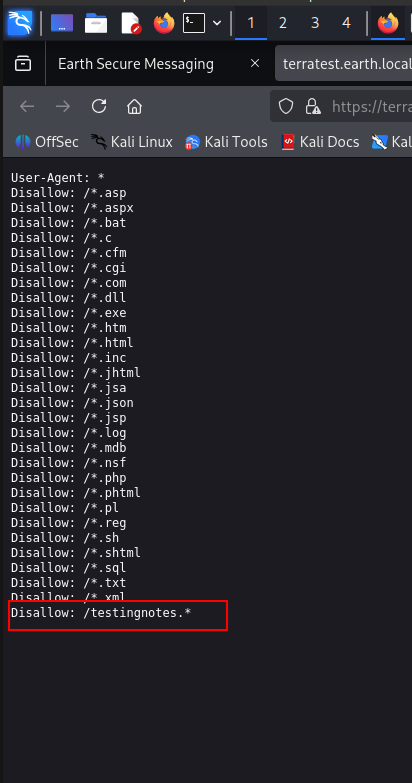 1 2 3 4
Earth Secure Messaging × terratest.earth.local
https://terra
OffSec Kali Linux Kali Tools Kali Docs Kal
User-Agent: *
Disallow: /*.asp
Disallow: /*.aspx
Disallow: /*.bat
Disallow: /*.c
Disallow: /*.cfm
Disallow: /*.cgi
Disallow: /*.com
Disallow: /*.dll
Disallow: /*.exe
Disallow: /*.htm
Disallow: /*.html
Disallow: /*.inc
Disallow: /*.jhtml
Disallow: /*.jsa
Disallow: /*.json
Disallow: /*.jsp
Disallow: /*.log
Disallow: /*.mdb
Disallow: /*.nsf
Disallow: /*.php
Disallow: /*.phtml
Disallow: /*.pl
Disallow: /*.reg
Disallow: /*.sh
Disallow: /*.shtml
Disallow: /*.sql
Disallow: /*.txt
Disallow: /*.xml
Disallow: /testingnotes.*